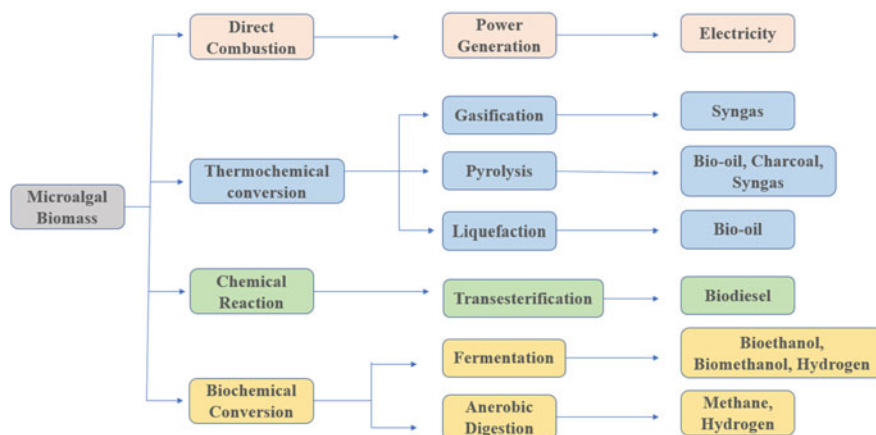 Direct
Combustion
Power
Generation
Electricity
Gasification
Syngas
Microalgal
Biomass
Thermochemical
conversion
Pyrolysis
Bio-oil, Charcoal,
Syngas
Liquefaction
Bio-oil
Chemical
Reaction
Transesterification
Biodiesel
Biochemical
Conversion
Fermentation
Bioethanol,
Biomethanol, Hydrogen
Anerobic
Digestion
Methane,
Hydrogen